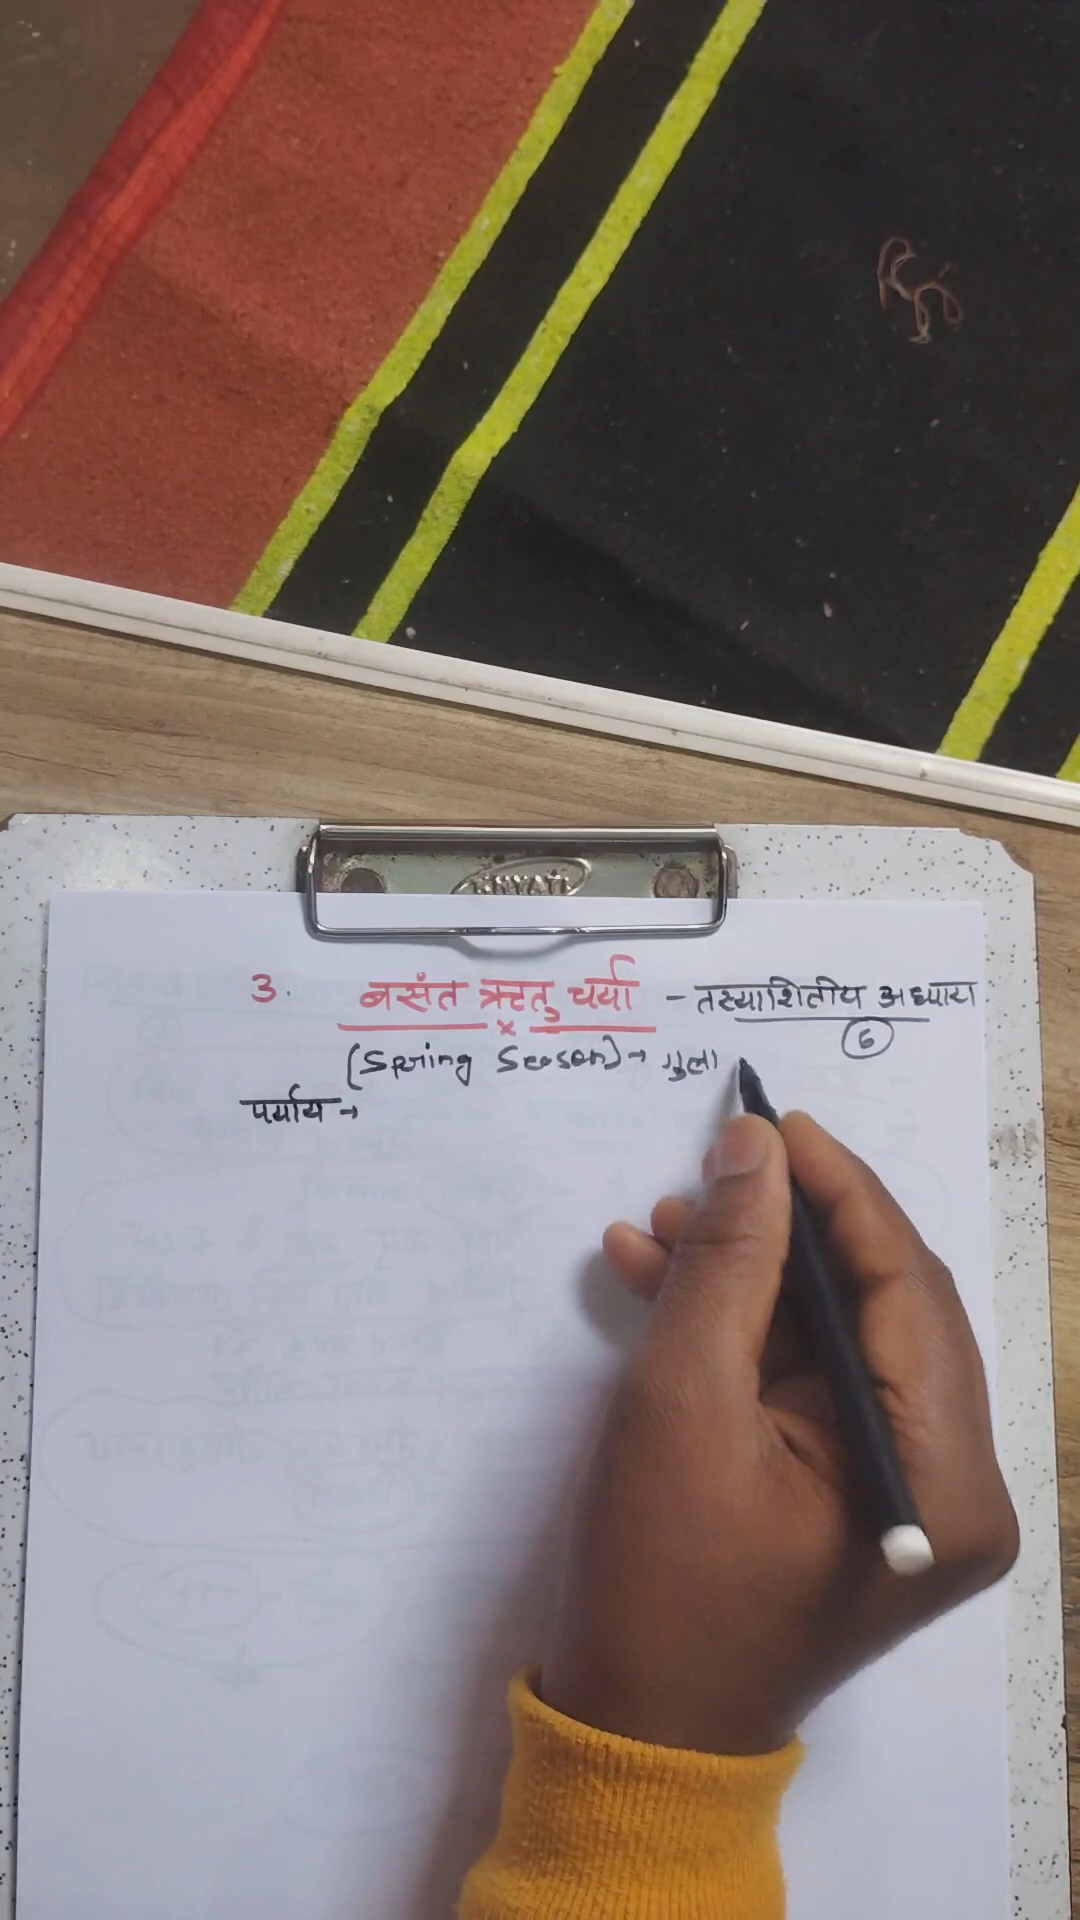 3. बसंत ऋतु चर्या - तस्याशितीय अध्याय
6
(Spring Season) → गुला
पर्याय →